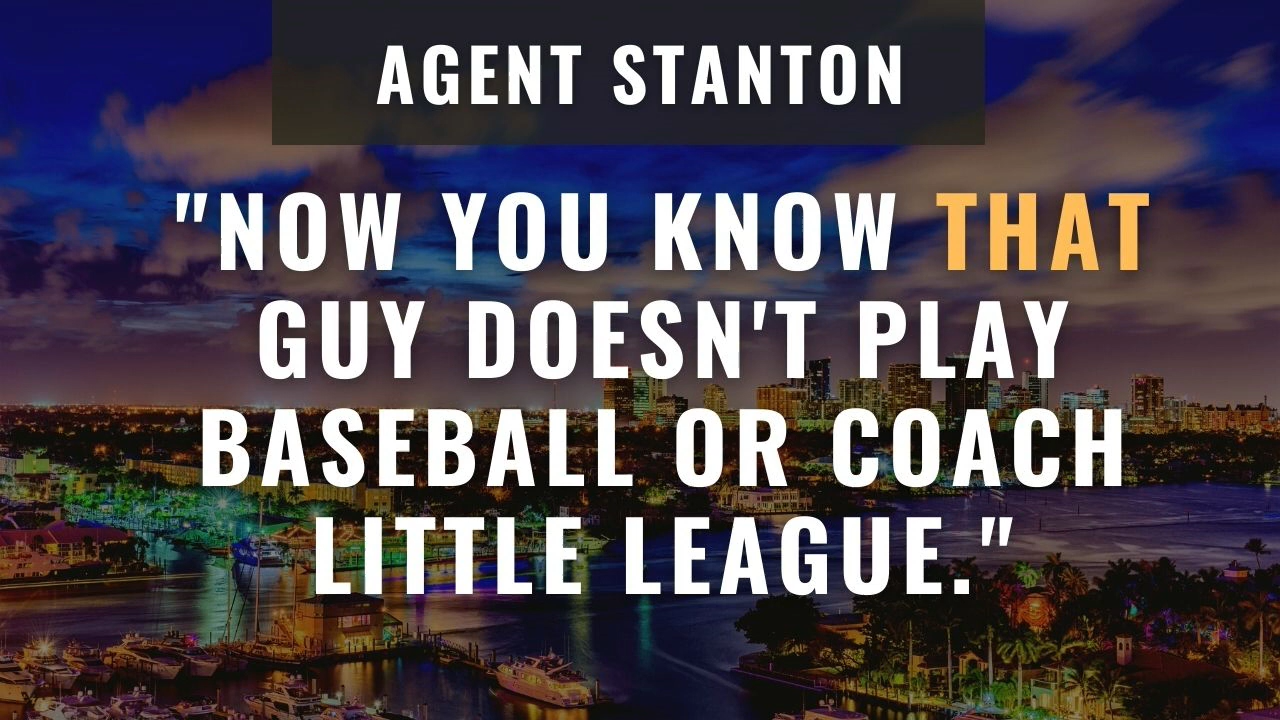 AGENT STANTON
"NOW YOU KNOW THAT
GUY DOESN'T PLAY
BASEBALL OR COACH
LITTLE LEAGUE."